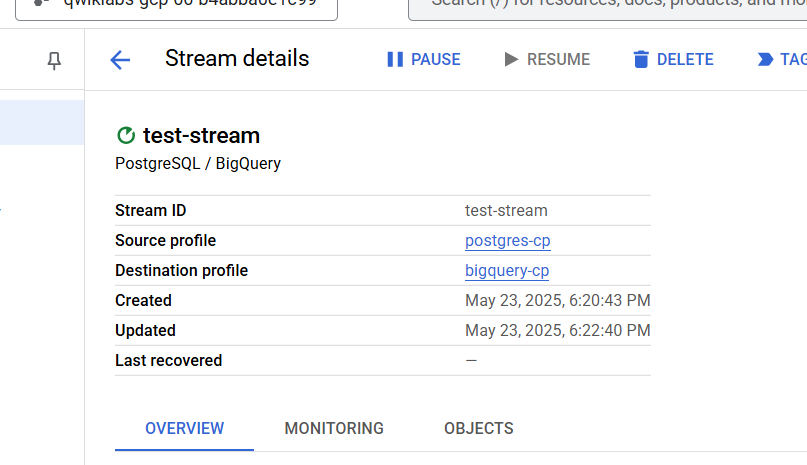 Stream details PAUSE RESUME DELETE
test-stream
PostgreSQL / BigQuery
Stream ID test-stream
Source profile postgres-cp
Destination profile bigquery-cp
Created May 23, 2025, 6:20:43 PM
Updated May 23, 2025, 6:22:40 PM
Last recovered —
OVERVIEW MONITORING OBJECTS